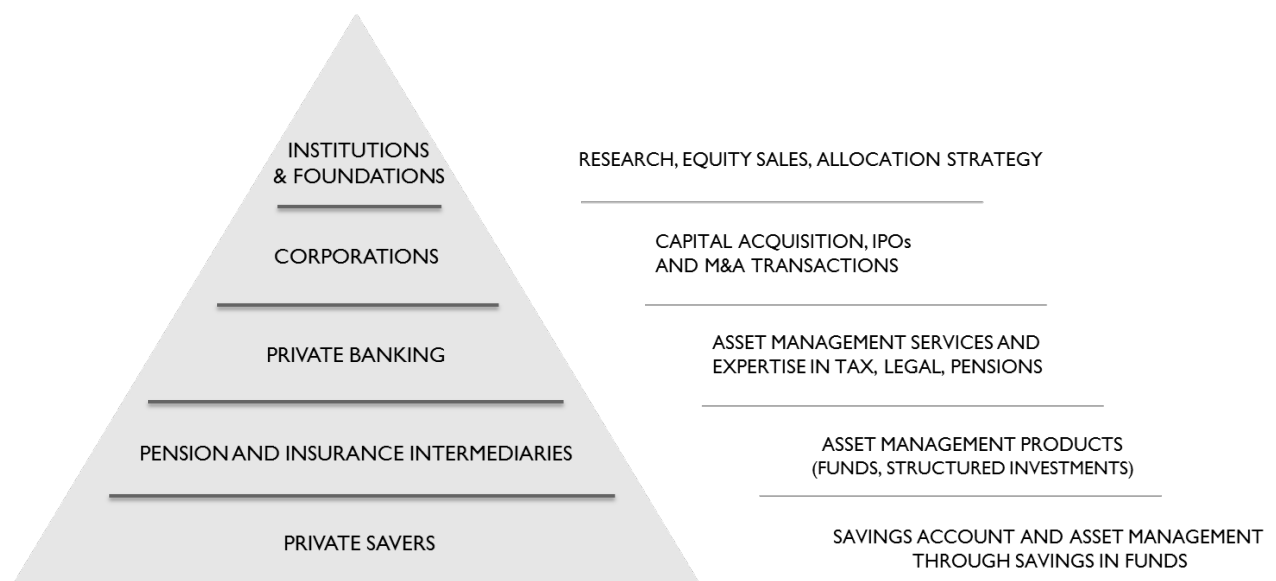 INSTITUTIONS
& FOUNDATIONS
RESEARCH, EQUITY SALES, ALLOCATION STRATEGY
CORPORATIONS
CAPITAL ACQUISITION, IPOs
AND M&A TRANSACTIONS
PRIVATE BANKING
ASSET MANAGEMENT SERVICES AND
EXPERTISE IN TAX, LEGAL, PENSIONS
PENSION AND INSURANCE INTERMEDIARIES
ASSET MANAGEMENT PRODUCTS
(FUNDS, STRUCTURED INVESTMENTS)
PRIVATE SAVERS
SAVINGS ACCOUNT AND ASSET MANAGEMENT
THROUGH SAVINGS IN FUNDS